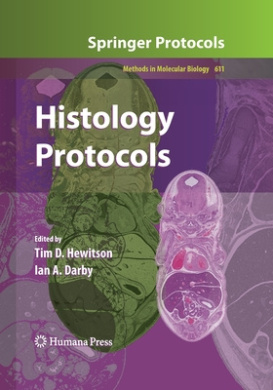 Springer Protocols
Methods in Molecular Biology 611
Histology
Protocols
Edited by
Tim D. Hewitson
Ian A. Darby
Humana Press